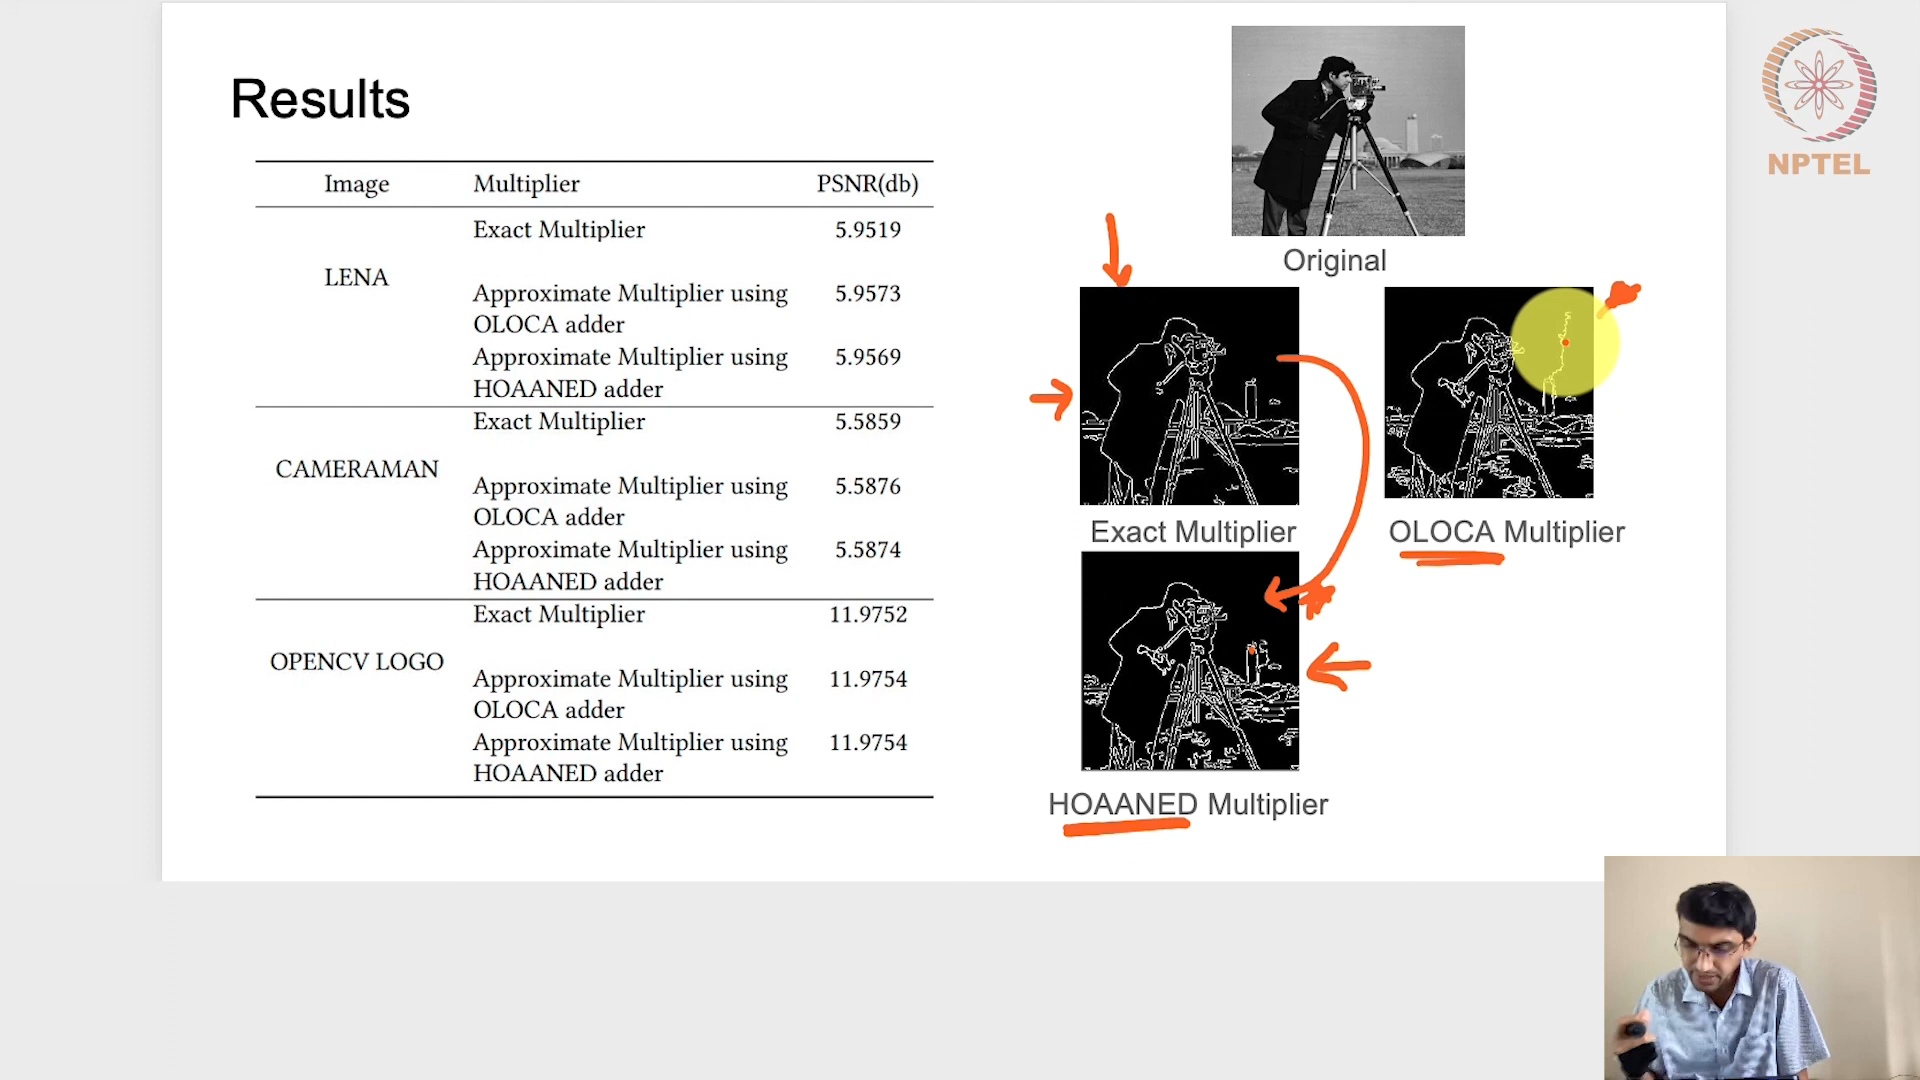 Results
Image Multiplier PSNR(db)
Exact Multiplier 5.9519
LENA
Approximate Multiplier using 5.9573
OLOCA adder
Approximate Multiplier using 5.9569
HOAANED adder
Exact Multiplier 5.5859
CAMERAMAN
Approximate Multiplier using 5.5876
OLOCA adder
Approximate Multiplier using 5.5874
HOAANED adder
Exact Multiplier 11.9752
OPENCV LOGO
Approximate Multiplier using 11.9754
OLOCA adder
Approximate Multiplier using 11.9754
HOAANED adder
Original
Exact Multiplier
OLOCA Multiplier
HOAANED Multiplier
NPTEL